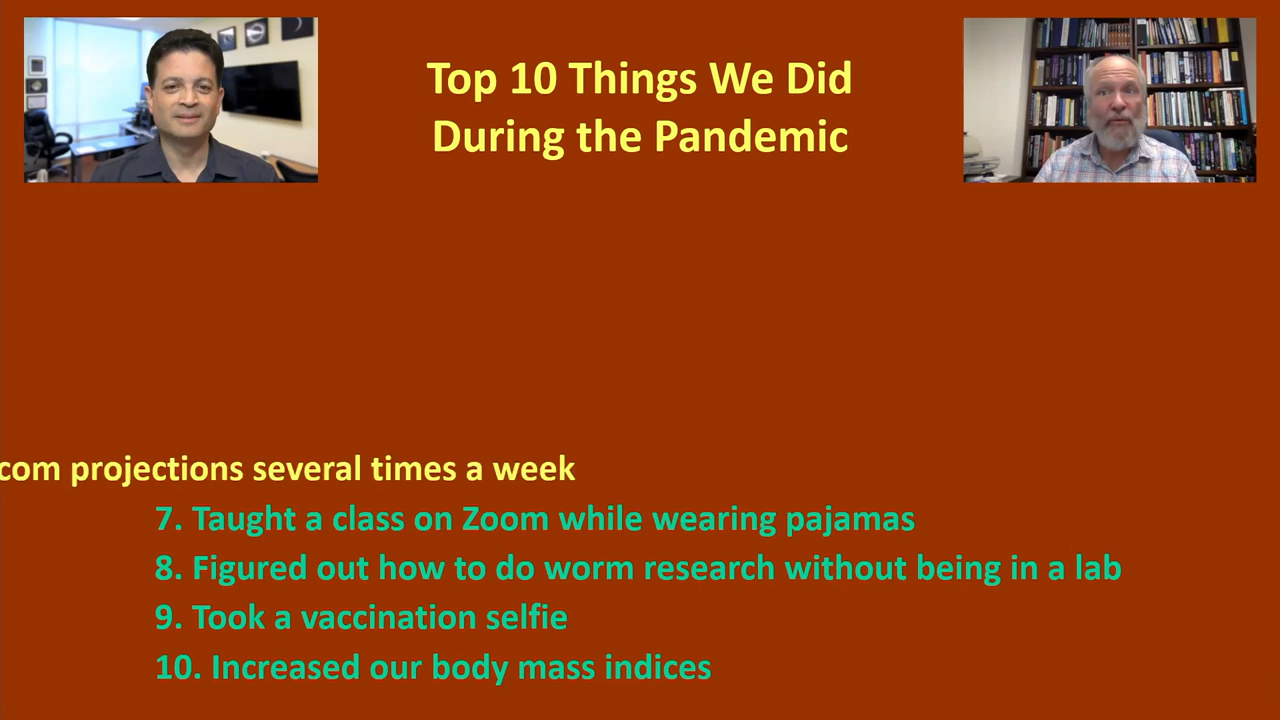 Top 10 Things We Did
During the Pandemic
com projections several times a week
7. Taught a class on Zoom while wearing pajamas
8. Figured out how to do worm research without being in a lab
9. Took a vaccination selfie
10. Increased our body mass indices